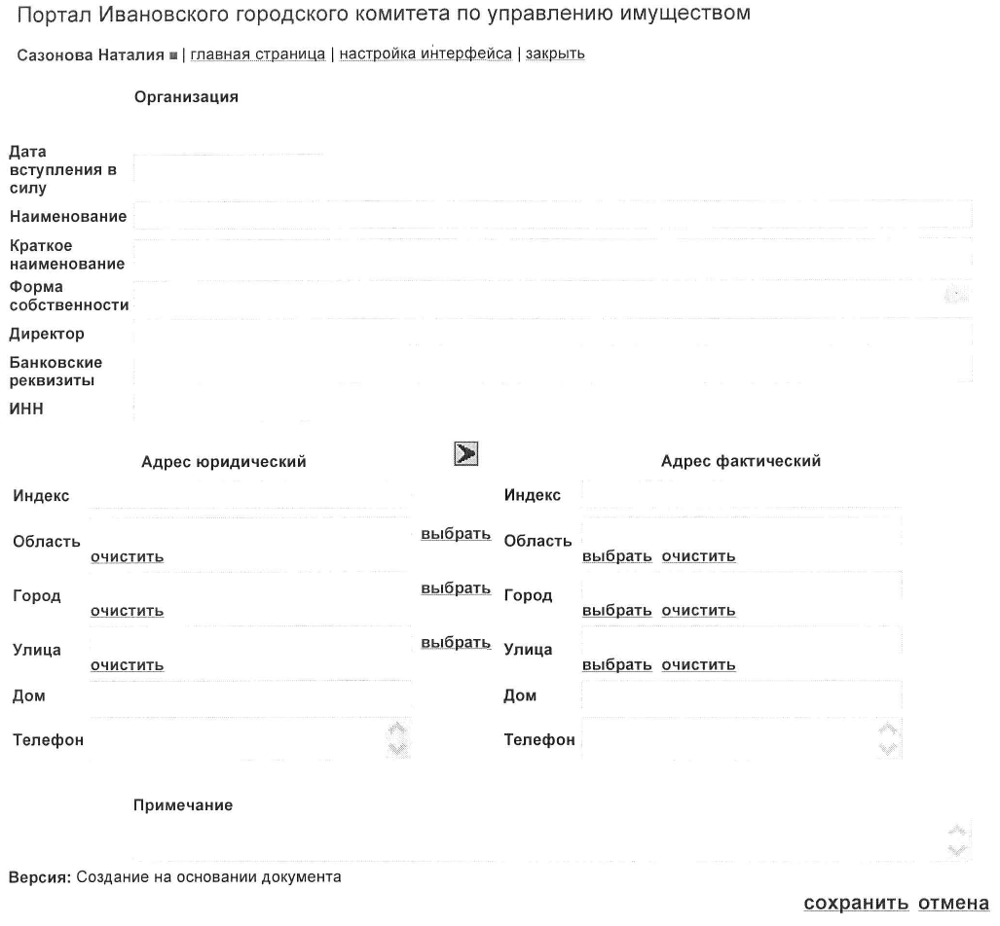 Портал Ивановского городского комитета по управлению имуществом
Сазонова Наталия | главная страница | настройка интерфейса | закрыть
Организация
Дата
вступления в
силу
Наименование
Краткое
наименование
Форма
собственности
Директор
Банковские
реквизиты
ИНН
Адрес юридический
Адрес фактический
Индекс
Индекс
Область
выбрать
очистить
Область
выбрать очистить
Город
выбрать
очистить
Город
выбрать очистить
Улица
выбрать
очистить
Улица
выбрать очистить
Дом
Дом
Телефон
Телефон
Примечание
Версия: Создание на основании документа
сохранить отмена